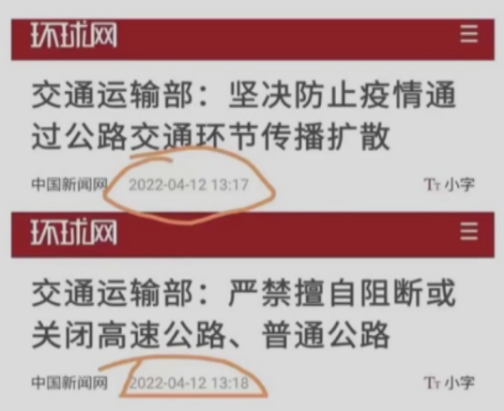 环球网
交通运输部：坚决防止疫情通
过公路交通环节传播扩散
中国新闻网 2022-04-12 13:17 TT 小字
环球网
交通运输部：严禁擅自阻断或
关闭高速公路、普通公路
中国新闻网 2022-04-12 13:18 TT 小字